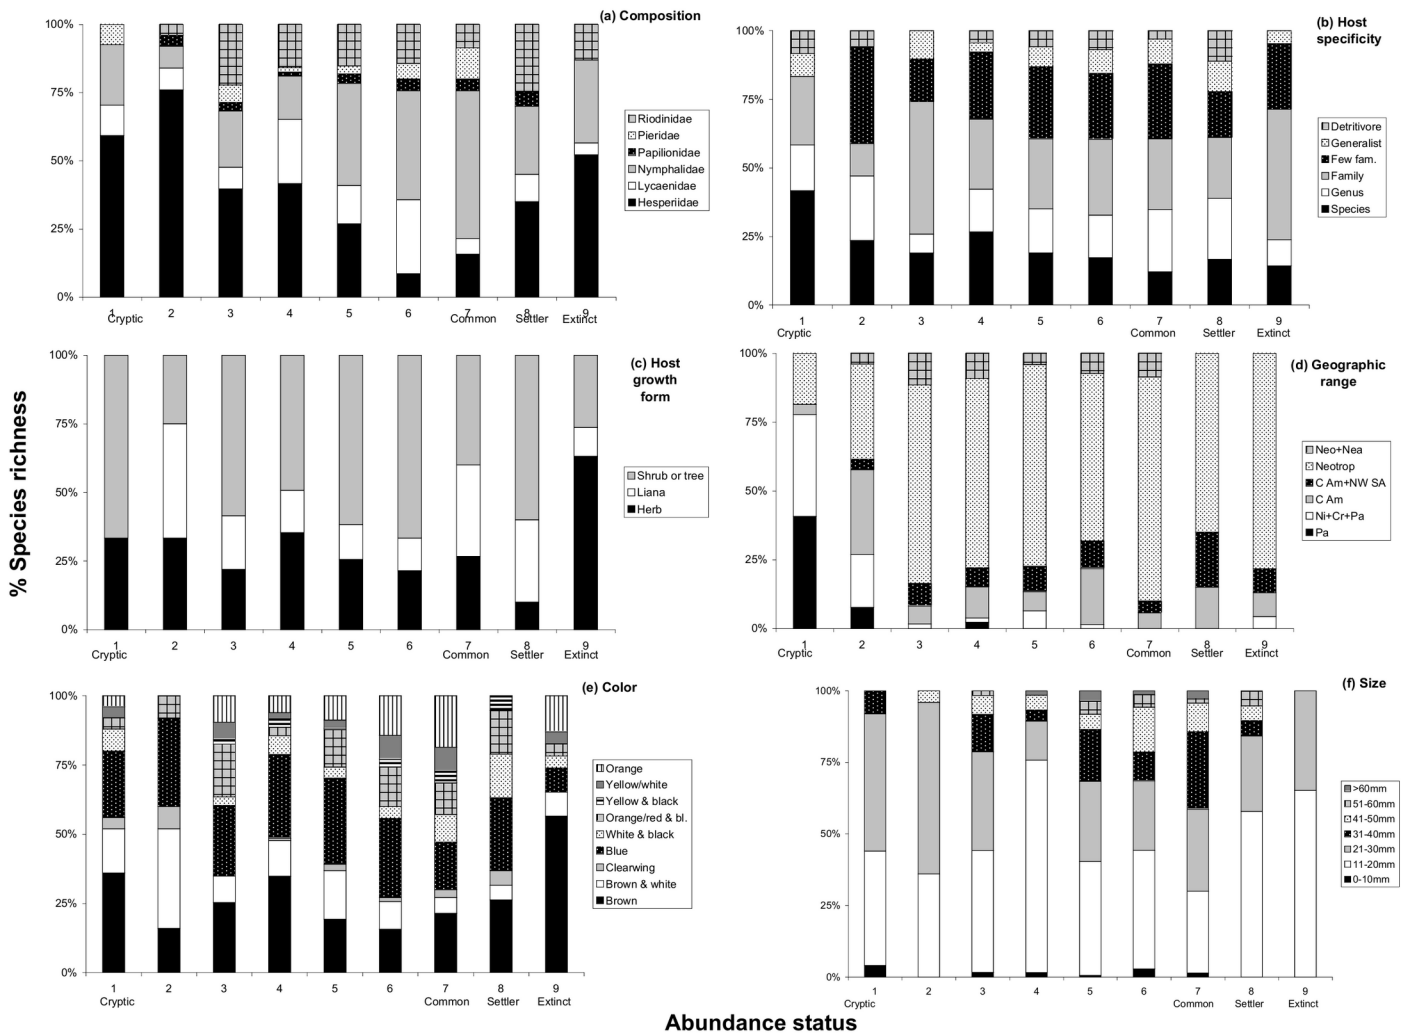 (a) Composition
100%
75%
50%
25%
0%
1 2 3 4 5 6 7 8 9
Cryptic Common Settler Extinct
Riodinidae
Pieridae
Papilionidae
Nymphalidae
Lycaenidae
Hesperiidae
(b) Host
specificity
100%
75%
50%
25%
0%
1 2 3 4 5 6 7 8 9
Cryptic Common Settler Extinct
Detritivore
Generalist
Few fam.
Family
Genus
Species
% Species richness
(c) Host
growth
form
100%
75%
50%
25%
0%
1 2 3 4 5 6 7 8 9
Cryptic Common Settler Extinct
Shrub or tree
Liana
Herb
(d) Geographic
range
100%
75%
50%
25%
0%
1 2 3 4 5 6 7 8 9
Cryptic Common Settler Extinct
Neo+Nea
Neotrop
C Am+NW SA
C Am
Ni+Cr+Pa
Pa
(e) Color
100%
75%
50%
25%
0%
1 2 3 4 5 6 7 8 9
Cryptic Common Settler Extinct
Orange
Yellow/white
Yellow & black
Orange/red & bl.
White & black
Blue
Clearwing
Brown & white
Brown
(f) Size
100%
75%
50%
25%
0%
1 2 3 4 5 6 7 8 9
Cryptic Common Settler Extinct
>60mm
51-60mm
41-50mm
31-40mm
21-30mm
11-20mm
0-10mm
Abundance status